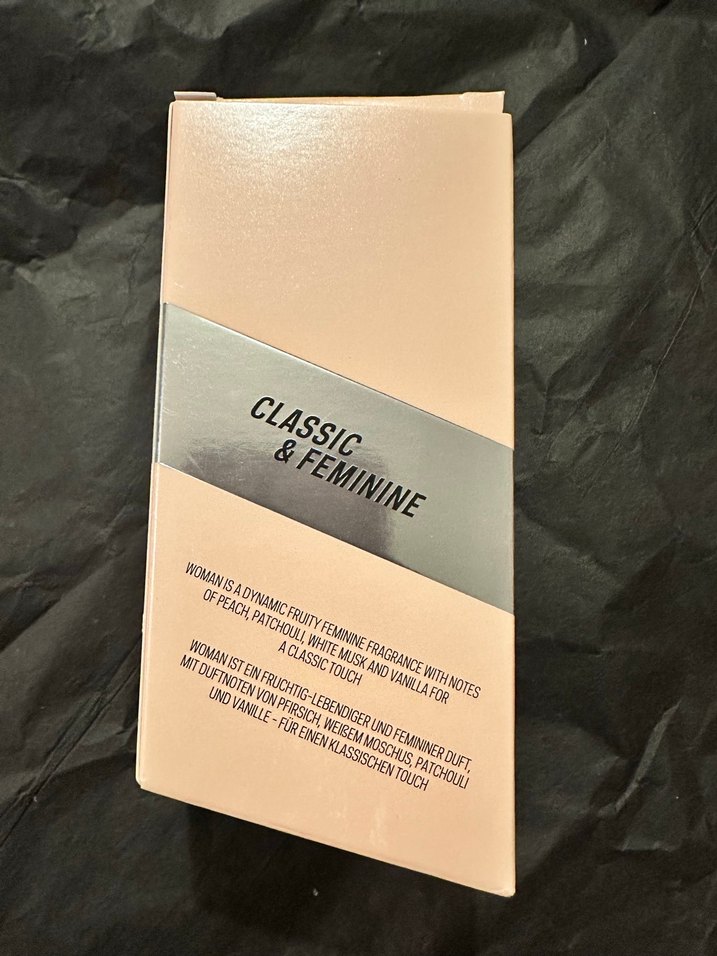 CLASSIC
& FEMININE
WOMAN IS A DYNAMIC FRUITY FEMININE FRAGRANCE WITH NOTES
OF PEACH, PATCHOULI, WHITE MUSK AND VANILLA FOR
A CLASSIC TOUCH
WOMAN IST EIN FRUCHTIG-LEBENDIGER UND FEMININER DUFT,
MIT DUFTNOTEN VON PFIRSICH, WEIßEM MOSCHUS, PATCHOULI
UND VANILLE - FÜR EINEN KLASSISCHEN TOUCH